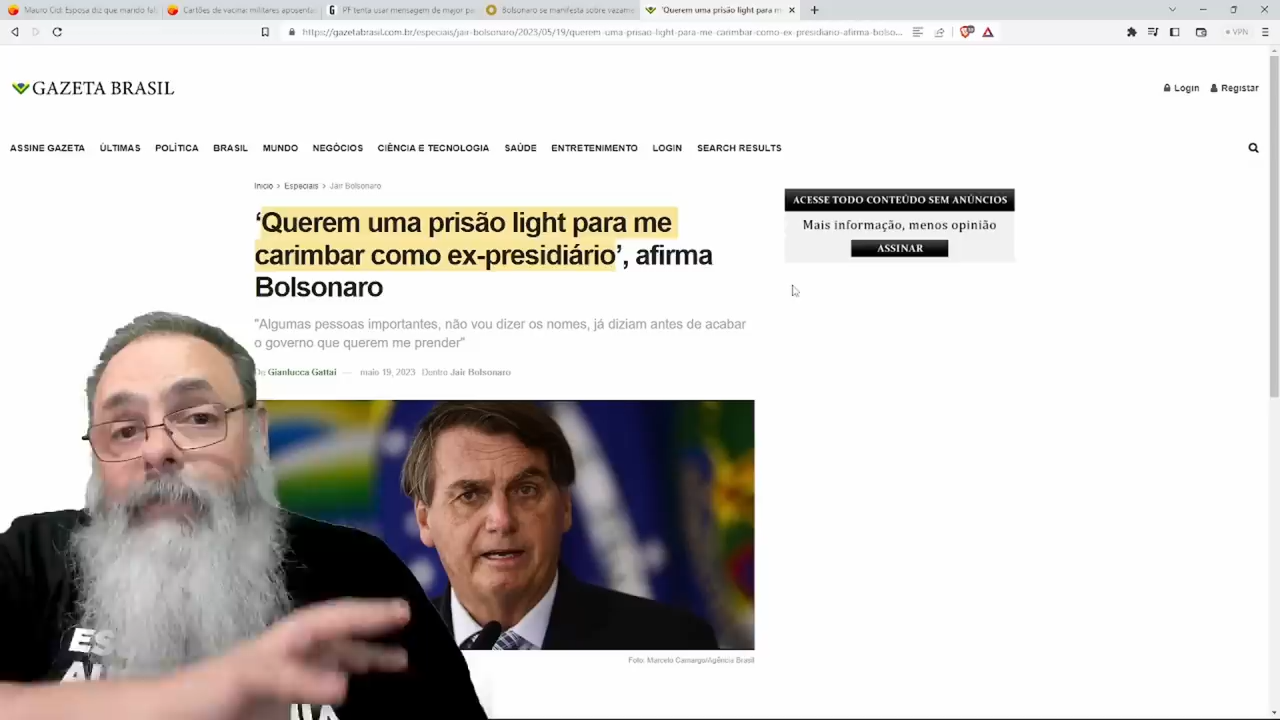 Mauro Cid: Esposa diz que marido fal
Cartões de vacina: militares aposentad
PF tenta usar mensagem de major pa
Bolsonaro se manifesta sobre vazame
'Querem uma prisão light para m
https://gazetabrasil.com.br/especiais/jair-bolsonaro/2023/05/19/querem-uma-prisao-light-para-me-carimbar-como-ex-presidiario-afirma-bolso...
VPN
GAZETA BRASIL
Login Registar
ASSINE GAZETA ÚLTIMAS POLÍTICA BRASIL MUNDO NEGÓCIOS CIÊNCIA E TECNOLOGIA SAÚDE ENTRETENIMENTO LOGIN SEARCH RESULTS
Início > Especiais > Jair Bolsonaro
'Querem uma prisão light para me
carimbar como ex-presidiário', afirma
Bolsonaro
"Algumas pessoas importantes, não vou dizer os nomes, já diziam antes de acabar
o governo que querem me prender"
De Gianlucca Gattai — maio 19, 2023 Dentro Jair Bolsonaro
ACESSE TODO CONTEÚDO SEM ANÚNCIOS
Mais informação, menos opinião
ASSINAR
Foto: Marcelo Camargo/Agência Brasil
ES